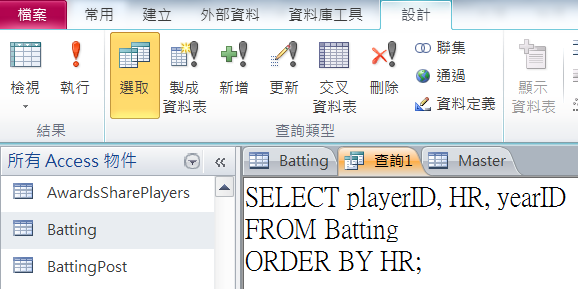 檔案 常用 建立 外部資料 資料庫工具 設計
檢視 執行 選取 製成資料表 新增 更新 交叉資料表 刪除 聯集 通過 資料定義 顯示資料表
結果 查詢類型
所有 Access 物件 « Batting 查詢1 Master
AwardsSharePlayers
Batting
BattingPost
SELECT playerID, HR, yearID
FROM Batting
ORDER BY HR;